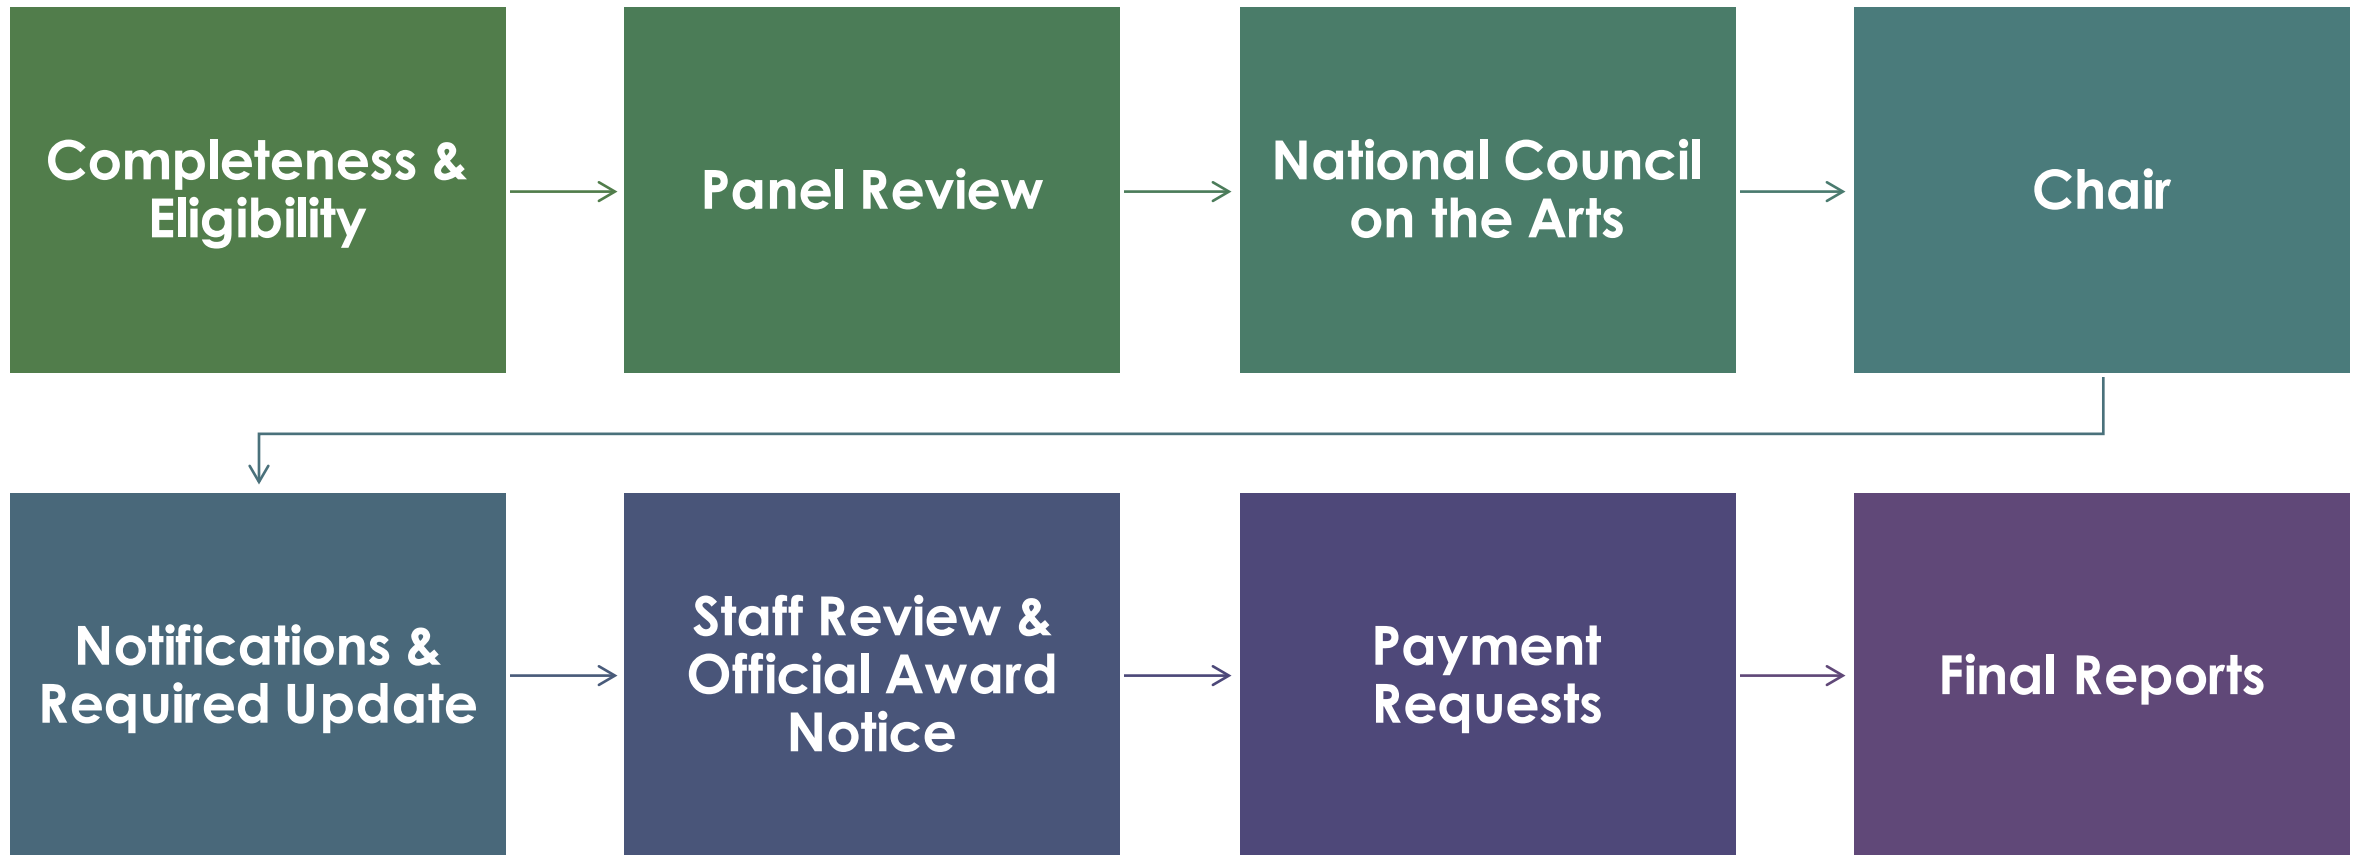 Completeness &
Eligibility
Panel Review
National Council
on the Arts
Chair
Notifications &
Required Update
Staff Review &
Official Award
Notice
Payment
Requests
Final Reports